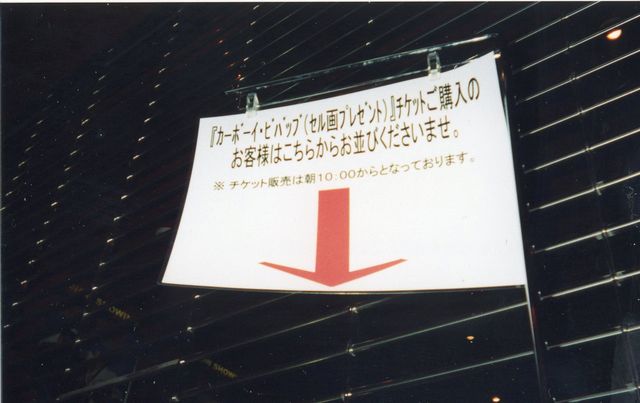 『カーボーイ・ビバップ(セル画プレゼント)』チケットご購入の
お客様はこちらからお並びくださいませ。
※ チケット販売は朝10:00からとなっております。
SHOWIN
SHOW